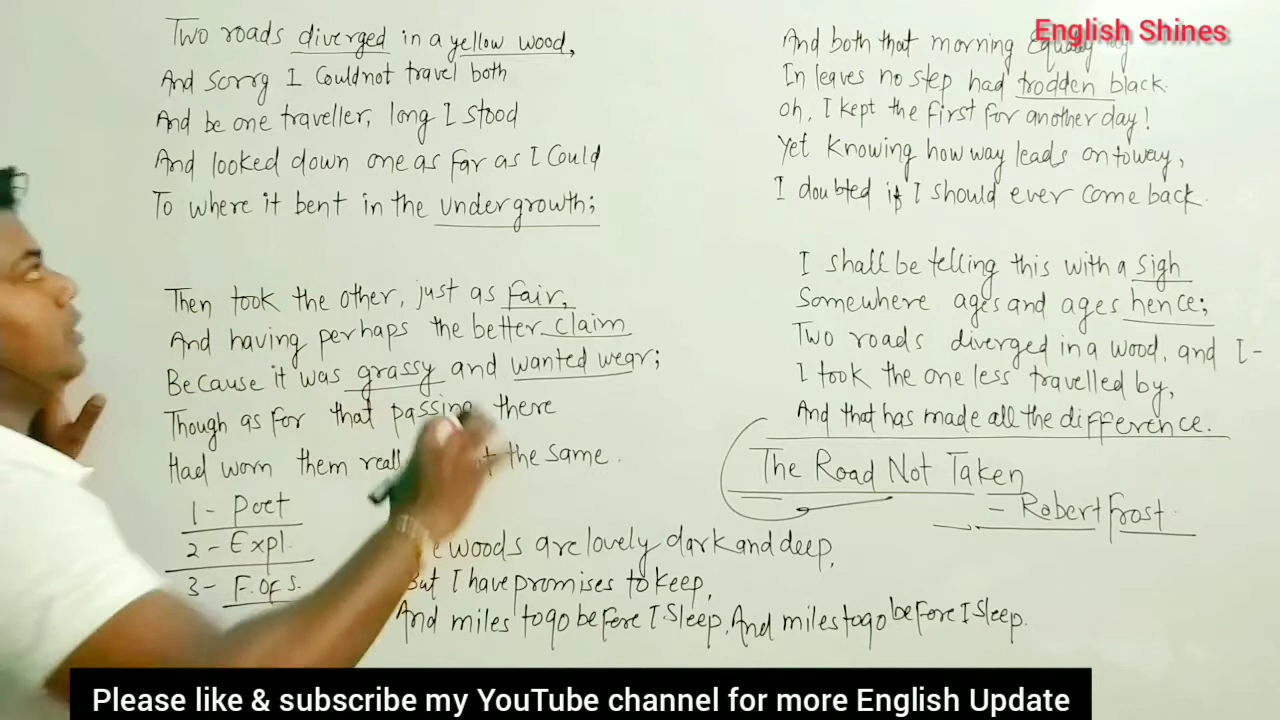 Two roads diverged in a yellow wood,
And sorry I Couldnot travel both
And be one traveller, long I stood
And looked down one as far as I Could
To where it bent in the undergrowth;
Then took the other, just as fair,
And having perhaps the better claim
Because it was grassy and wanted wear;
Though as for that passing there
Had worn them the same.
1- Poet
2- Expl.
3- F. of S.
And both that morning
In leaves no step had trodden black.
Oh, I kept the first for another day!
Yet knowing how way leads on to way,
I doubted if I should ever come back.
I shall be telling this with a sigh
Somewhere ages and ages hence;
Two roads diverged in a wood, and I-
I took the one less travelled by,
And that has made all the difference.
The Road Not Taken
- Robert Frost
woods are lovely dark and deep,
But I have promises to keep,
And miles to go before I sleep, And miles to go before I sleep.
English Shines
Please like & subscribe my YouTube channel for more English Update